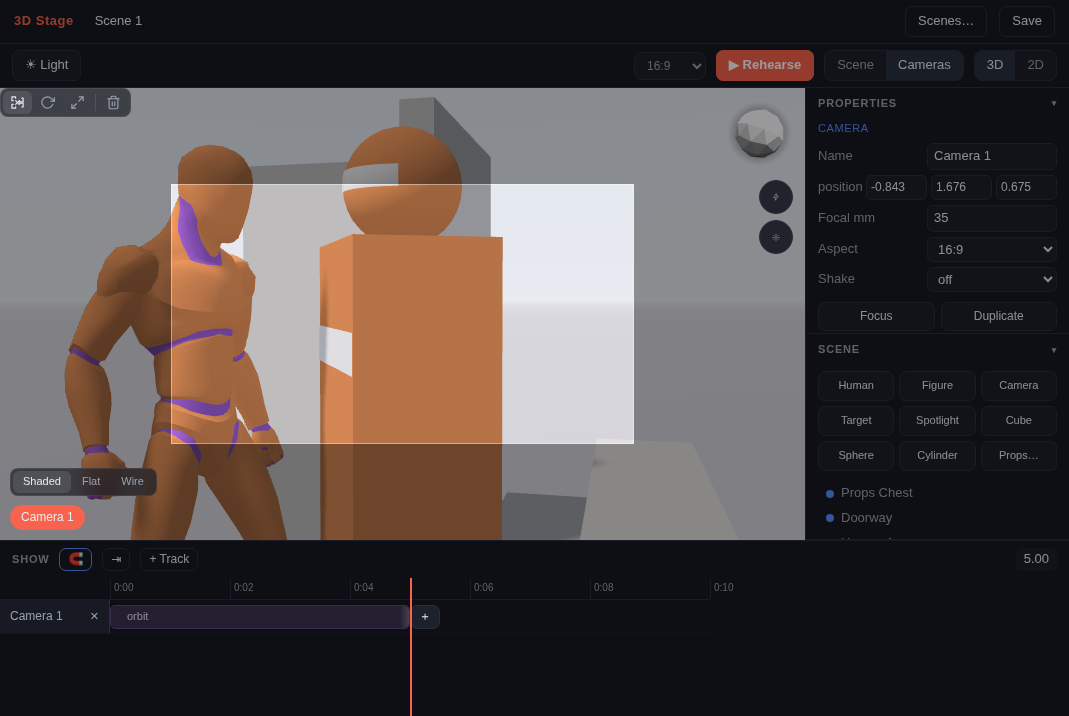 3D Stage Scene 1 Scenes… Save
☀ Light 16:9 ▶ Rehearse Scene Cameras 3D 2D
PROPERTIES
CAMERA
Name Camera 1
position -0.843 1.676 0.675
Focal mm 35
Aspect 16:9
Shake off
Focus Duplicate
SCENE
Human Figure Camera
Target Spotlight Cube
Sphere Cylinder Props…
Props Chest
Doorway
Shaded Flat Wire
Camera 1
SHOW + Track 5.00
0:00 0:02 0:04 0:06 0:08 0:10
Camera 1 × orbit +